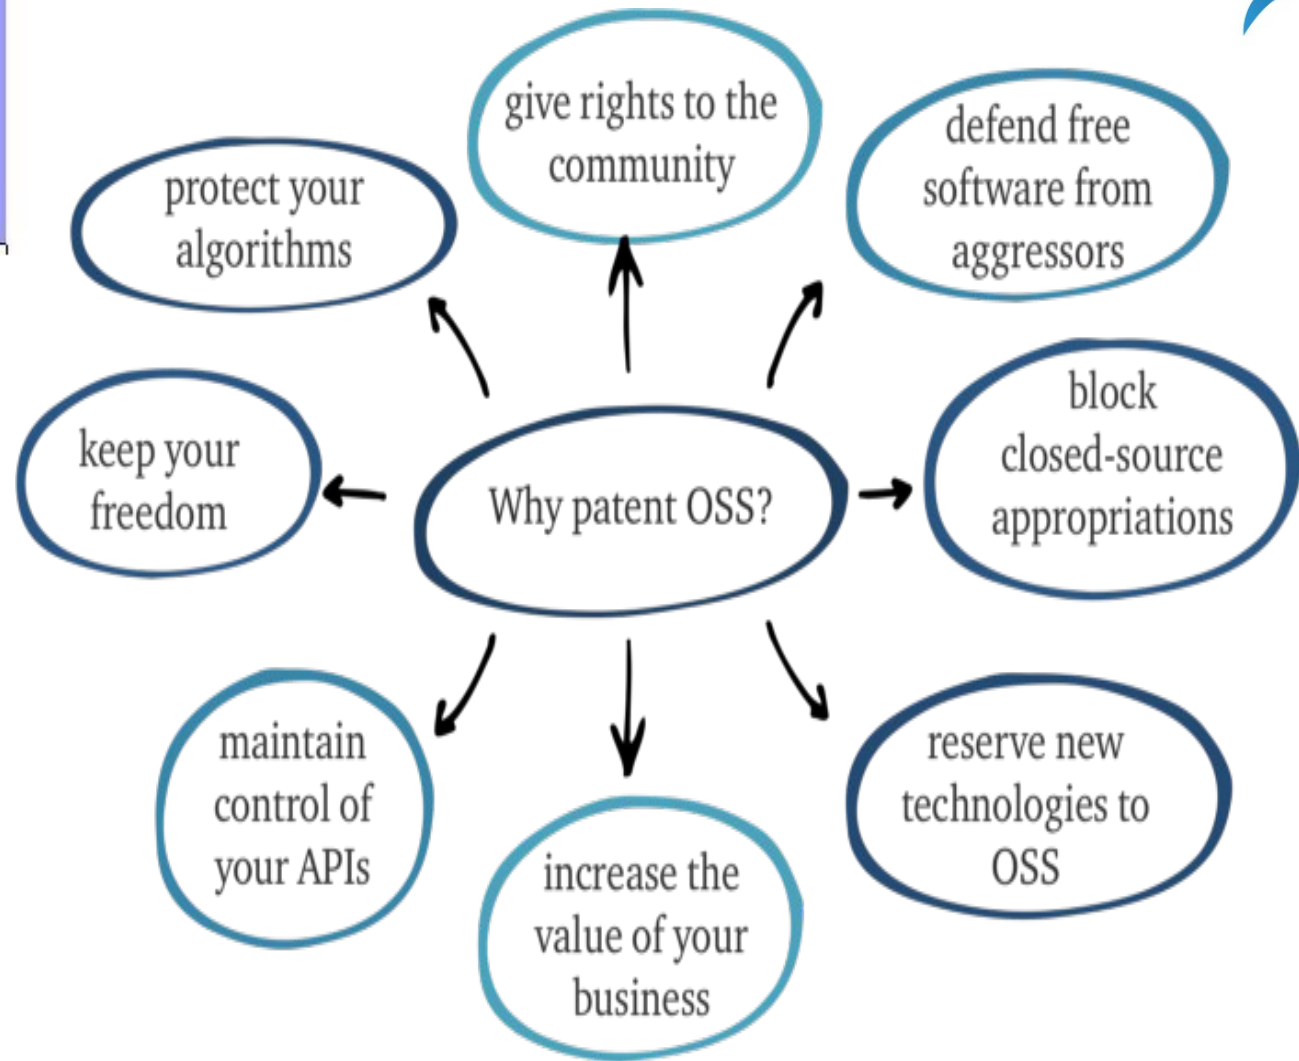 give rights to the
community
defend free
software from
aggressors
protect your
algorithms
block
closed-source
appropriations
keep your
freedom
Why patent OSS?
maintain
control of
your APIs
reserve new
technologies to
OSS
increase the
value of your
business